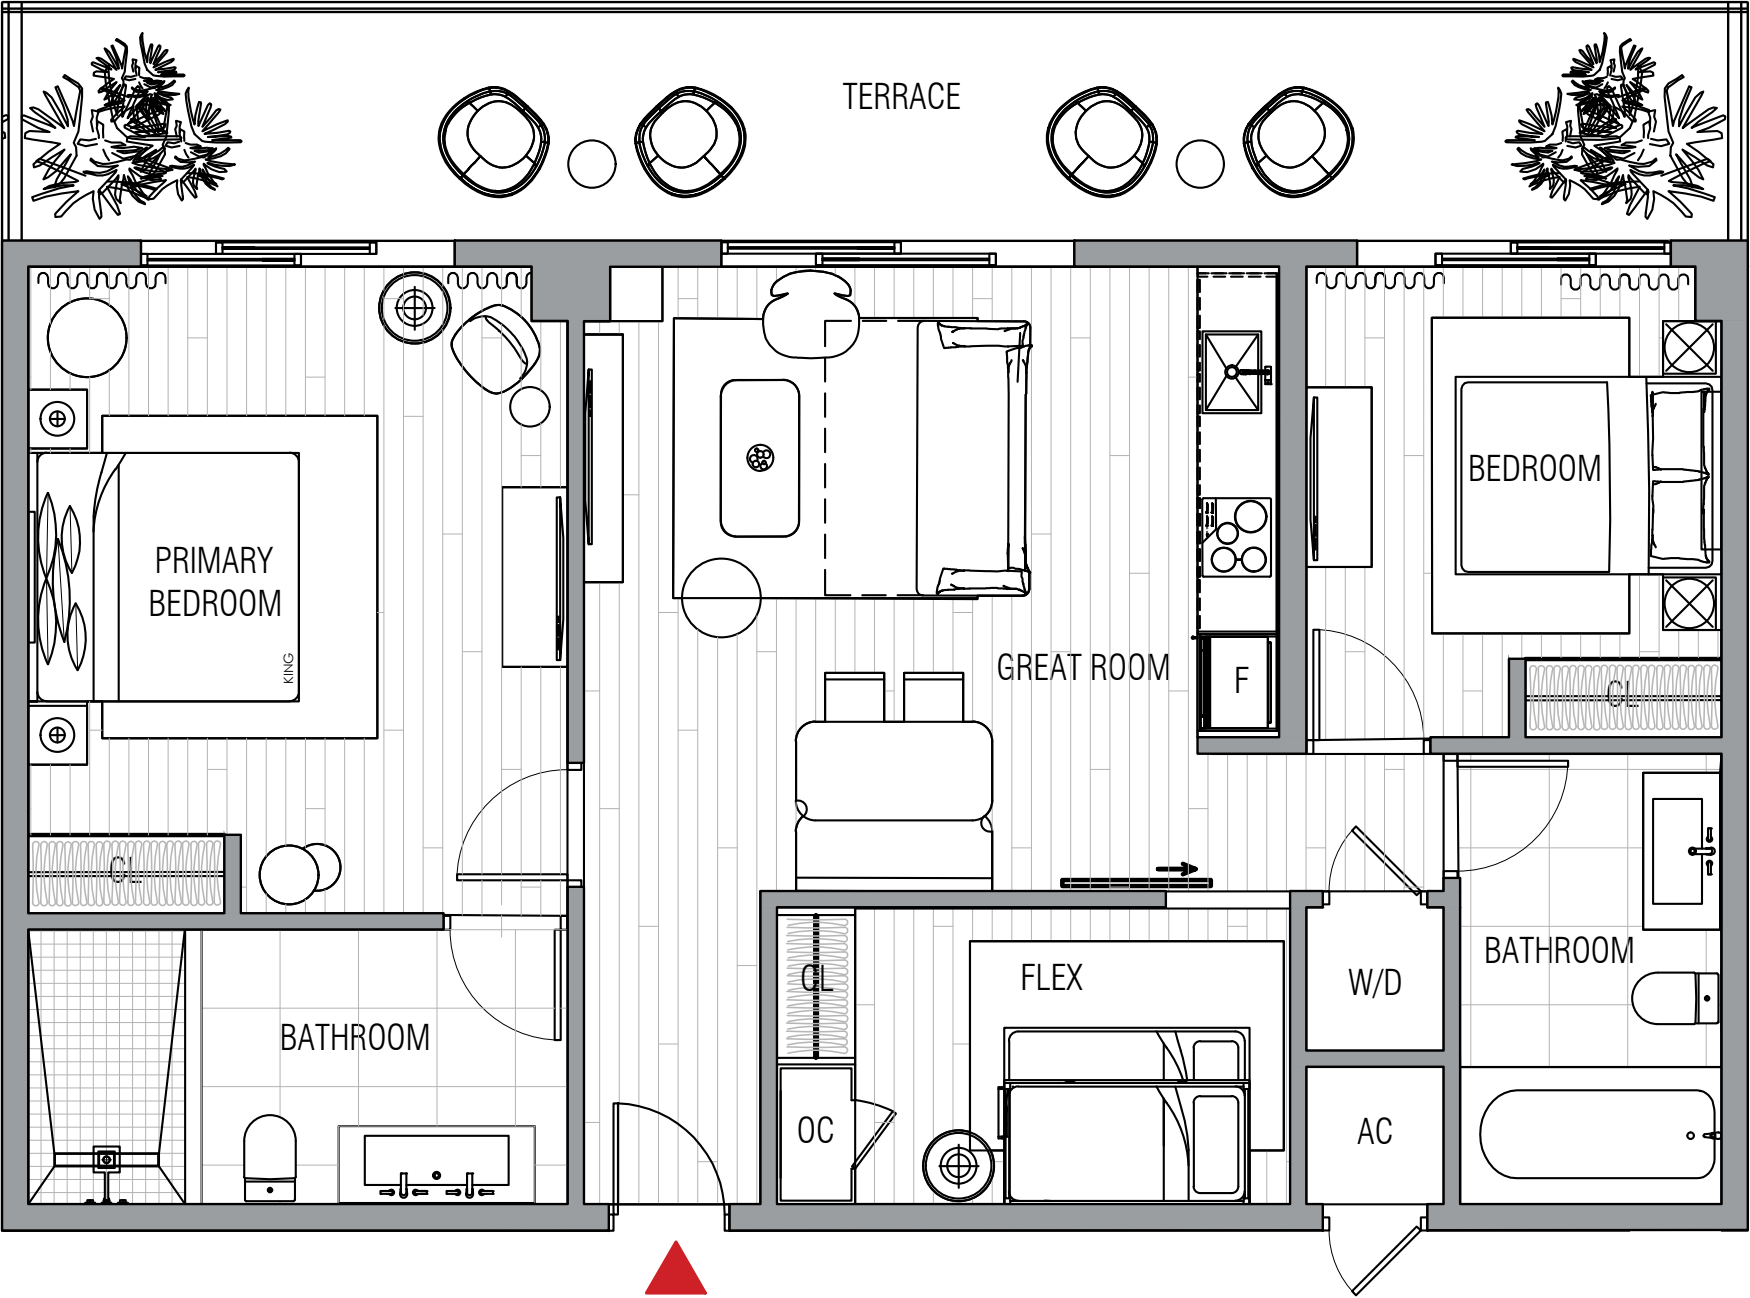 TERRACE
PRIMARY
BEDROOM
KING
GREAT ROOM
F
BEDROOM
CL
CL
CL
FLEX
W/D
BATHROOM
BATHROOM
OC
AC